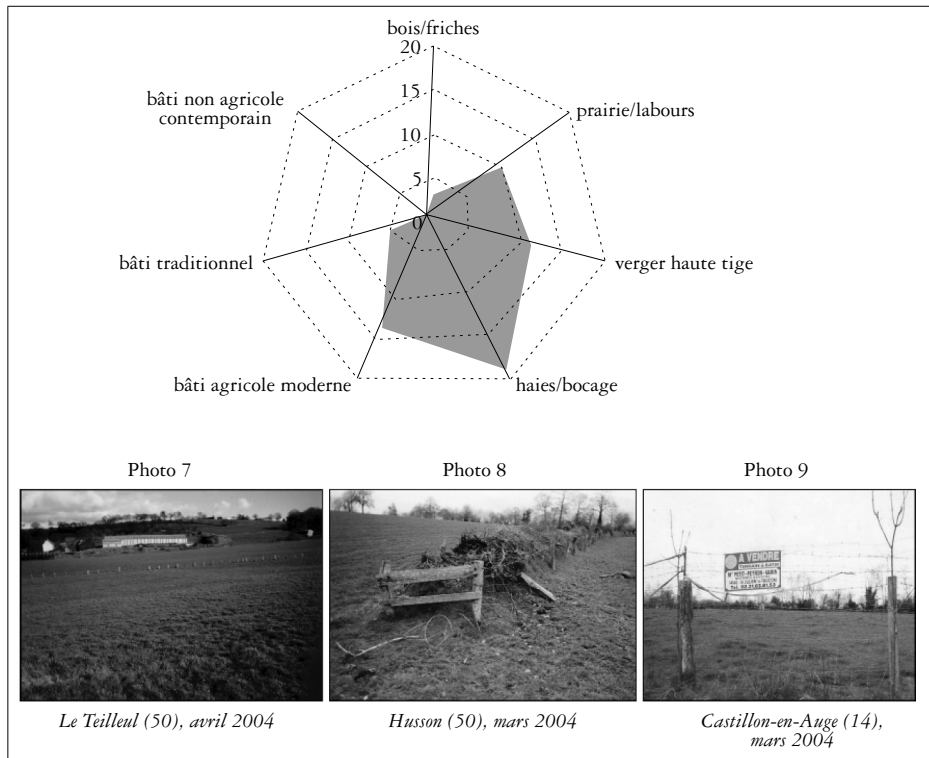 bois/friches
20
bâti non agricole
contemporain
15
prairie/labours
10
5
0
bâti traditionnel
verger haute tige
bâti agricole moderne
haies/bocage
Photo 7
Photo 8
Photo 9
A VENDRE
TERRAIN A BATIR
Le Teilleul (50), avril 2004
Husson (50), mars 2004
Castillon-en-Auge (14),
mars 2004